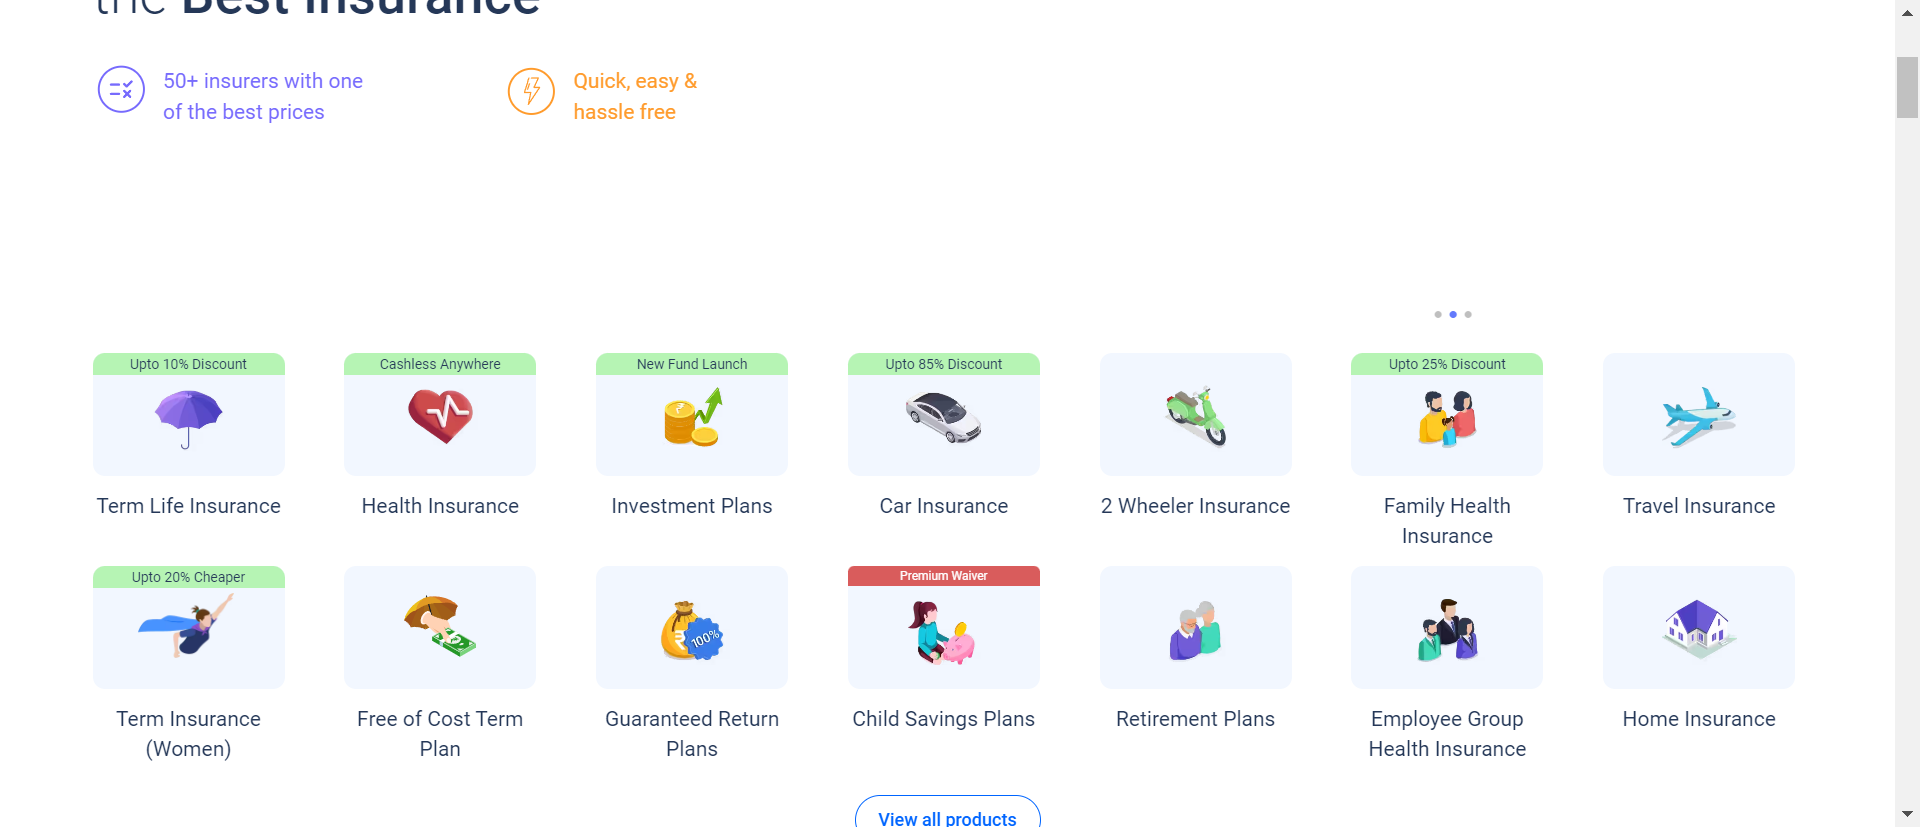 the Best Insurance
50+ insurers with one
of the best prices
Quick, easy &
hassle free
Upto 10% Discount
Cashless Anywhere
New Fund Launch
Upto 85% Discount
Upto 25% Discount
Term Life Insurance
Health Insurance
Investment Plans
Car Insurance
2 Wheeler Insurance
Family Health
Insurance
Travel Insurance
Upto 20% Cheaper
100%
Premium Waiver
Term Insurance
(Women)
Free of Cost Term
Plan
Guaranteed Return
Plans
Child Savings Plans
Retirement Plans
Employee Group
Health Insurance
Home Insurance
View all products